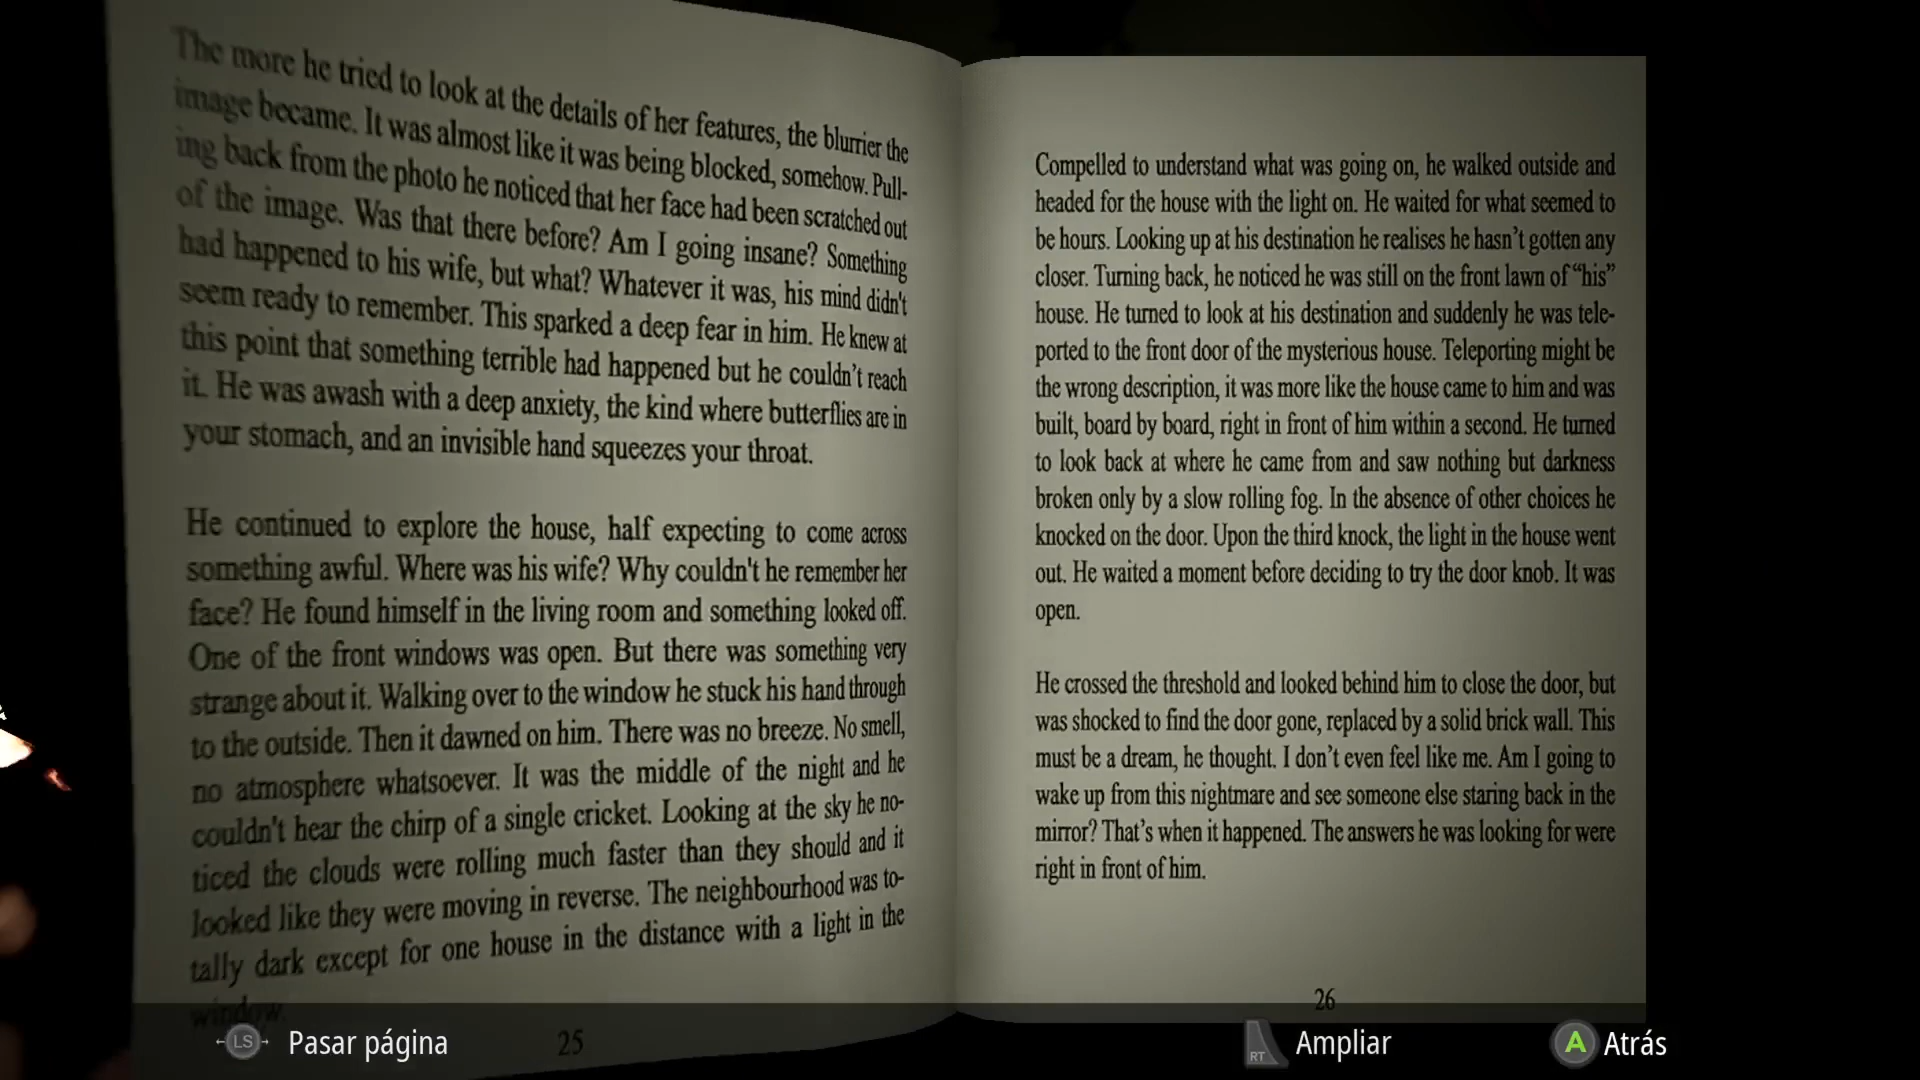 The more he tried to look at the details of her features, the blurrier the
image became. It was almost like it was being blocked, somehow. Pull-
ing back from the photo he noticed that her face had been scratched out
of the image. Was that there before? Am I going insane? Something
had happened to his wife, but what? Whatever it was, his mind didn't
seem ready to remember. This sparked a deep fear in him. He knew at
this point that something terrible had happened but he couldn't reach
it. He was awash with a deep anxiety, the kind where butterflies are in
your stomach, and an invisible hand squeezes your throat.
He continued to explore the house, half expecting to come across
something awful. Where was his wife? Why couldn't he remember her
face? He found himself in the living room and something looked off.
One of the front windows was open. But there was something very
strange about it. Walking over to the window he stuck his hand through
to the outside. Then it dawned on him. There was no breeze. No smell,
no atmosphere whatsoever. It was the middle of the night and he
couldn't hear the chirp of a single cricket. Looking at the sky he no-
ticed the clouds were rolling much faster than they should and it
looked like they were moving in reverse. The neighbourhood was to-
tally dark except for one house in the distance with a light in the
window.
25
Compelled to understand what was going on, he walked outside and
headed for the house with the light on. He waited for what seemed to
be hours. Looking up at his destination he realises he hasn't gotten any
closer. Turning back, he noticed he was still on the front lawn of “his”
house. He turned to look at his destination and suddenly he was tele-
ported to the front door of the mysterious house. Teleporting might be
the wrong description, it was more like the house came to him and was
built, board by board, right in front of him within a second. He turned
to look back at where he came from and saw nothing but darkness
broken only by a slow rolling fog. In the absence of other choices he
knocked on the door. Upon the third knock, the light in the house went
out. He waited a moment before deciding to try the door knob. It was
open.
He crossed the threshold and looked behind him to close the door, but
was shocked to find the door gone, replaced by a solid brick wall. This
must be a dream, he thought. I don't even feel like me. Am I going to
wake up from this nightmare and see someone else staring back in the
mirror? That's when it happened. The answers he was looking for were
right in front of him.
26
LS Pasar página
RT Ampliar
A Atrás